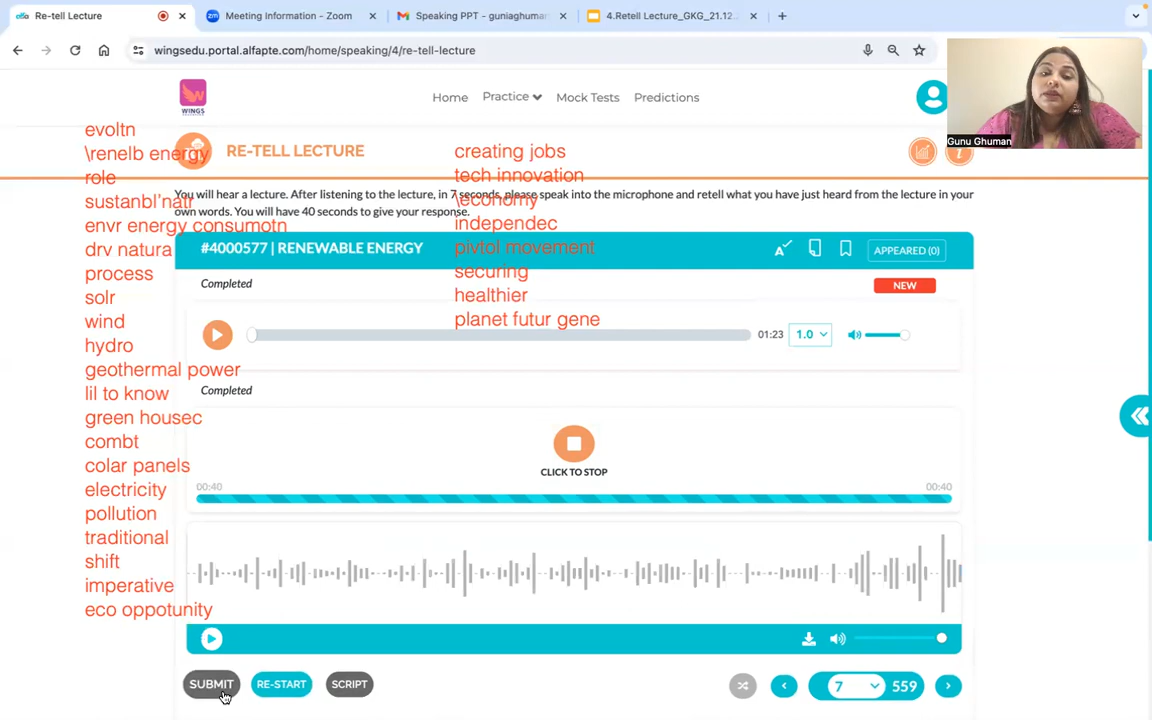 Re-tell Lecture
Meeting Information - Zoom
Speaking PPT - guniaghuman
4.Retell Lecture_GKG_21.12...
wingsedu.portal.alfapte.com/home/speaking/4/re-tell-lecture
WINGS
Home
Practice
Mock Tests
Predictions
Gunu Ghuman
RE-TELL LECTURE
You will hear a lecture. After listening to the lecture, in 7 seconds, please speak into the microphone and retell what you have just heard from the lecture in your
own words. You will have 40 seconds to give your response.
#4000577 | RENEWABLE ENERGY
APPEARED (0)
Completed
NEW
01:23
1.0
Completed
CLICK TO STOP
00:40
00:40
SUBMIT
RE-START
SCRIPT
7
559
evoltn
\renelb energy
role
sustanbl'natr
envr energy consumotn
drv natura
process
solr
wind
hydro
geothermal power
lil to know
green housec
combt
colar panels
electricity
pollution
traditional
shift
imperative
eco oppotunity
creating jobs
tech innovation
\economy
independec
pivtol movement
securing
healthier
planet futur gene